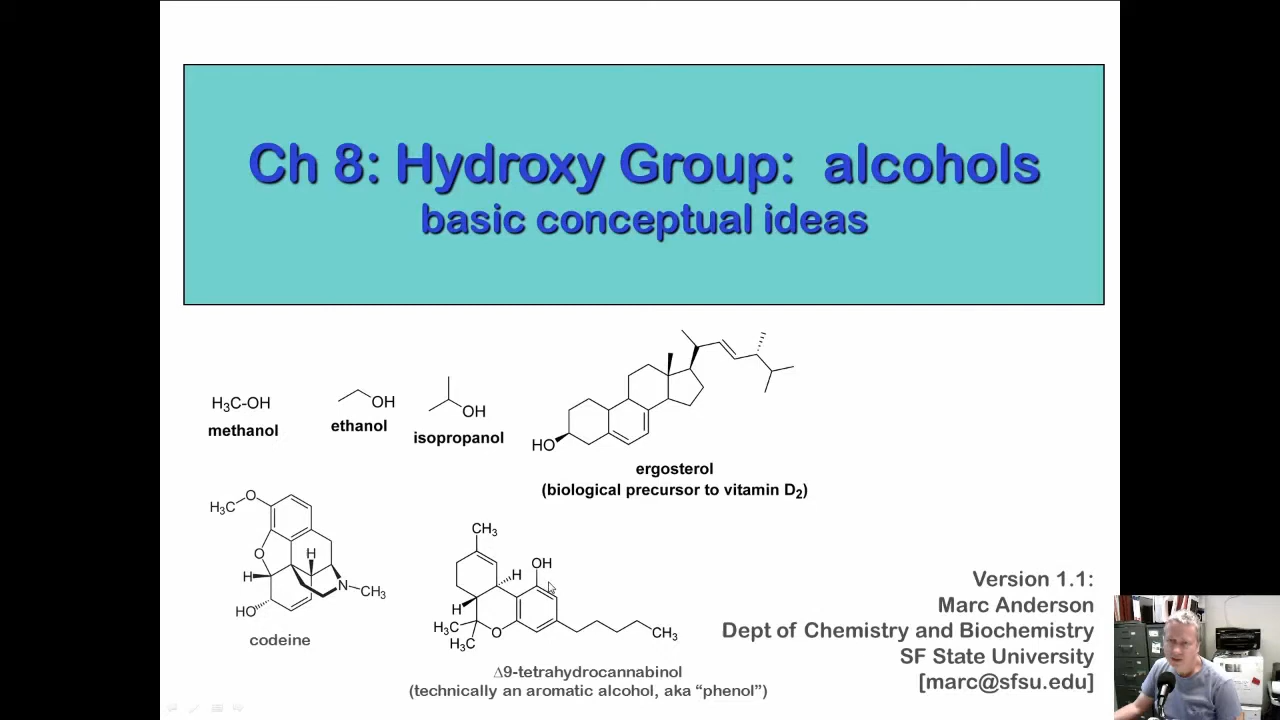 Ch 8: Hydroxy Group: alcohols
basic conceptual ideas
H₃C-OH
methanol
OH
ethanol
OH
isopropanol
HO
ergosterol
(biological precursor to vitamin D₂)
O
H₃C
O
H
H
N
CH₃
HO
codeine
CH₃
OH
H
H
H₃C
O
H₃C
CH₃
Δ9-tetrahydrocannabinol
(technically an aromatic alcohol, aka “phenol”)
Version 1.1:
Marc Anderson
Dept of Chemistry and Biochemistry
SF State University
[marc@sfsu.edu]